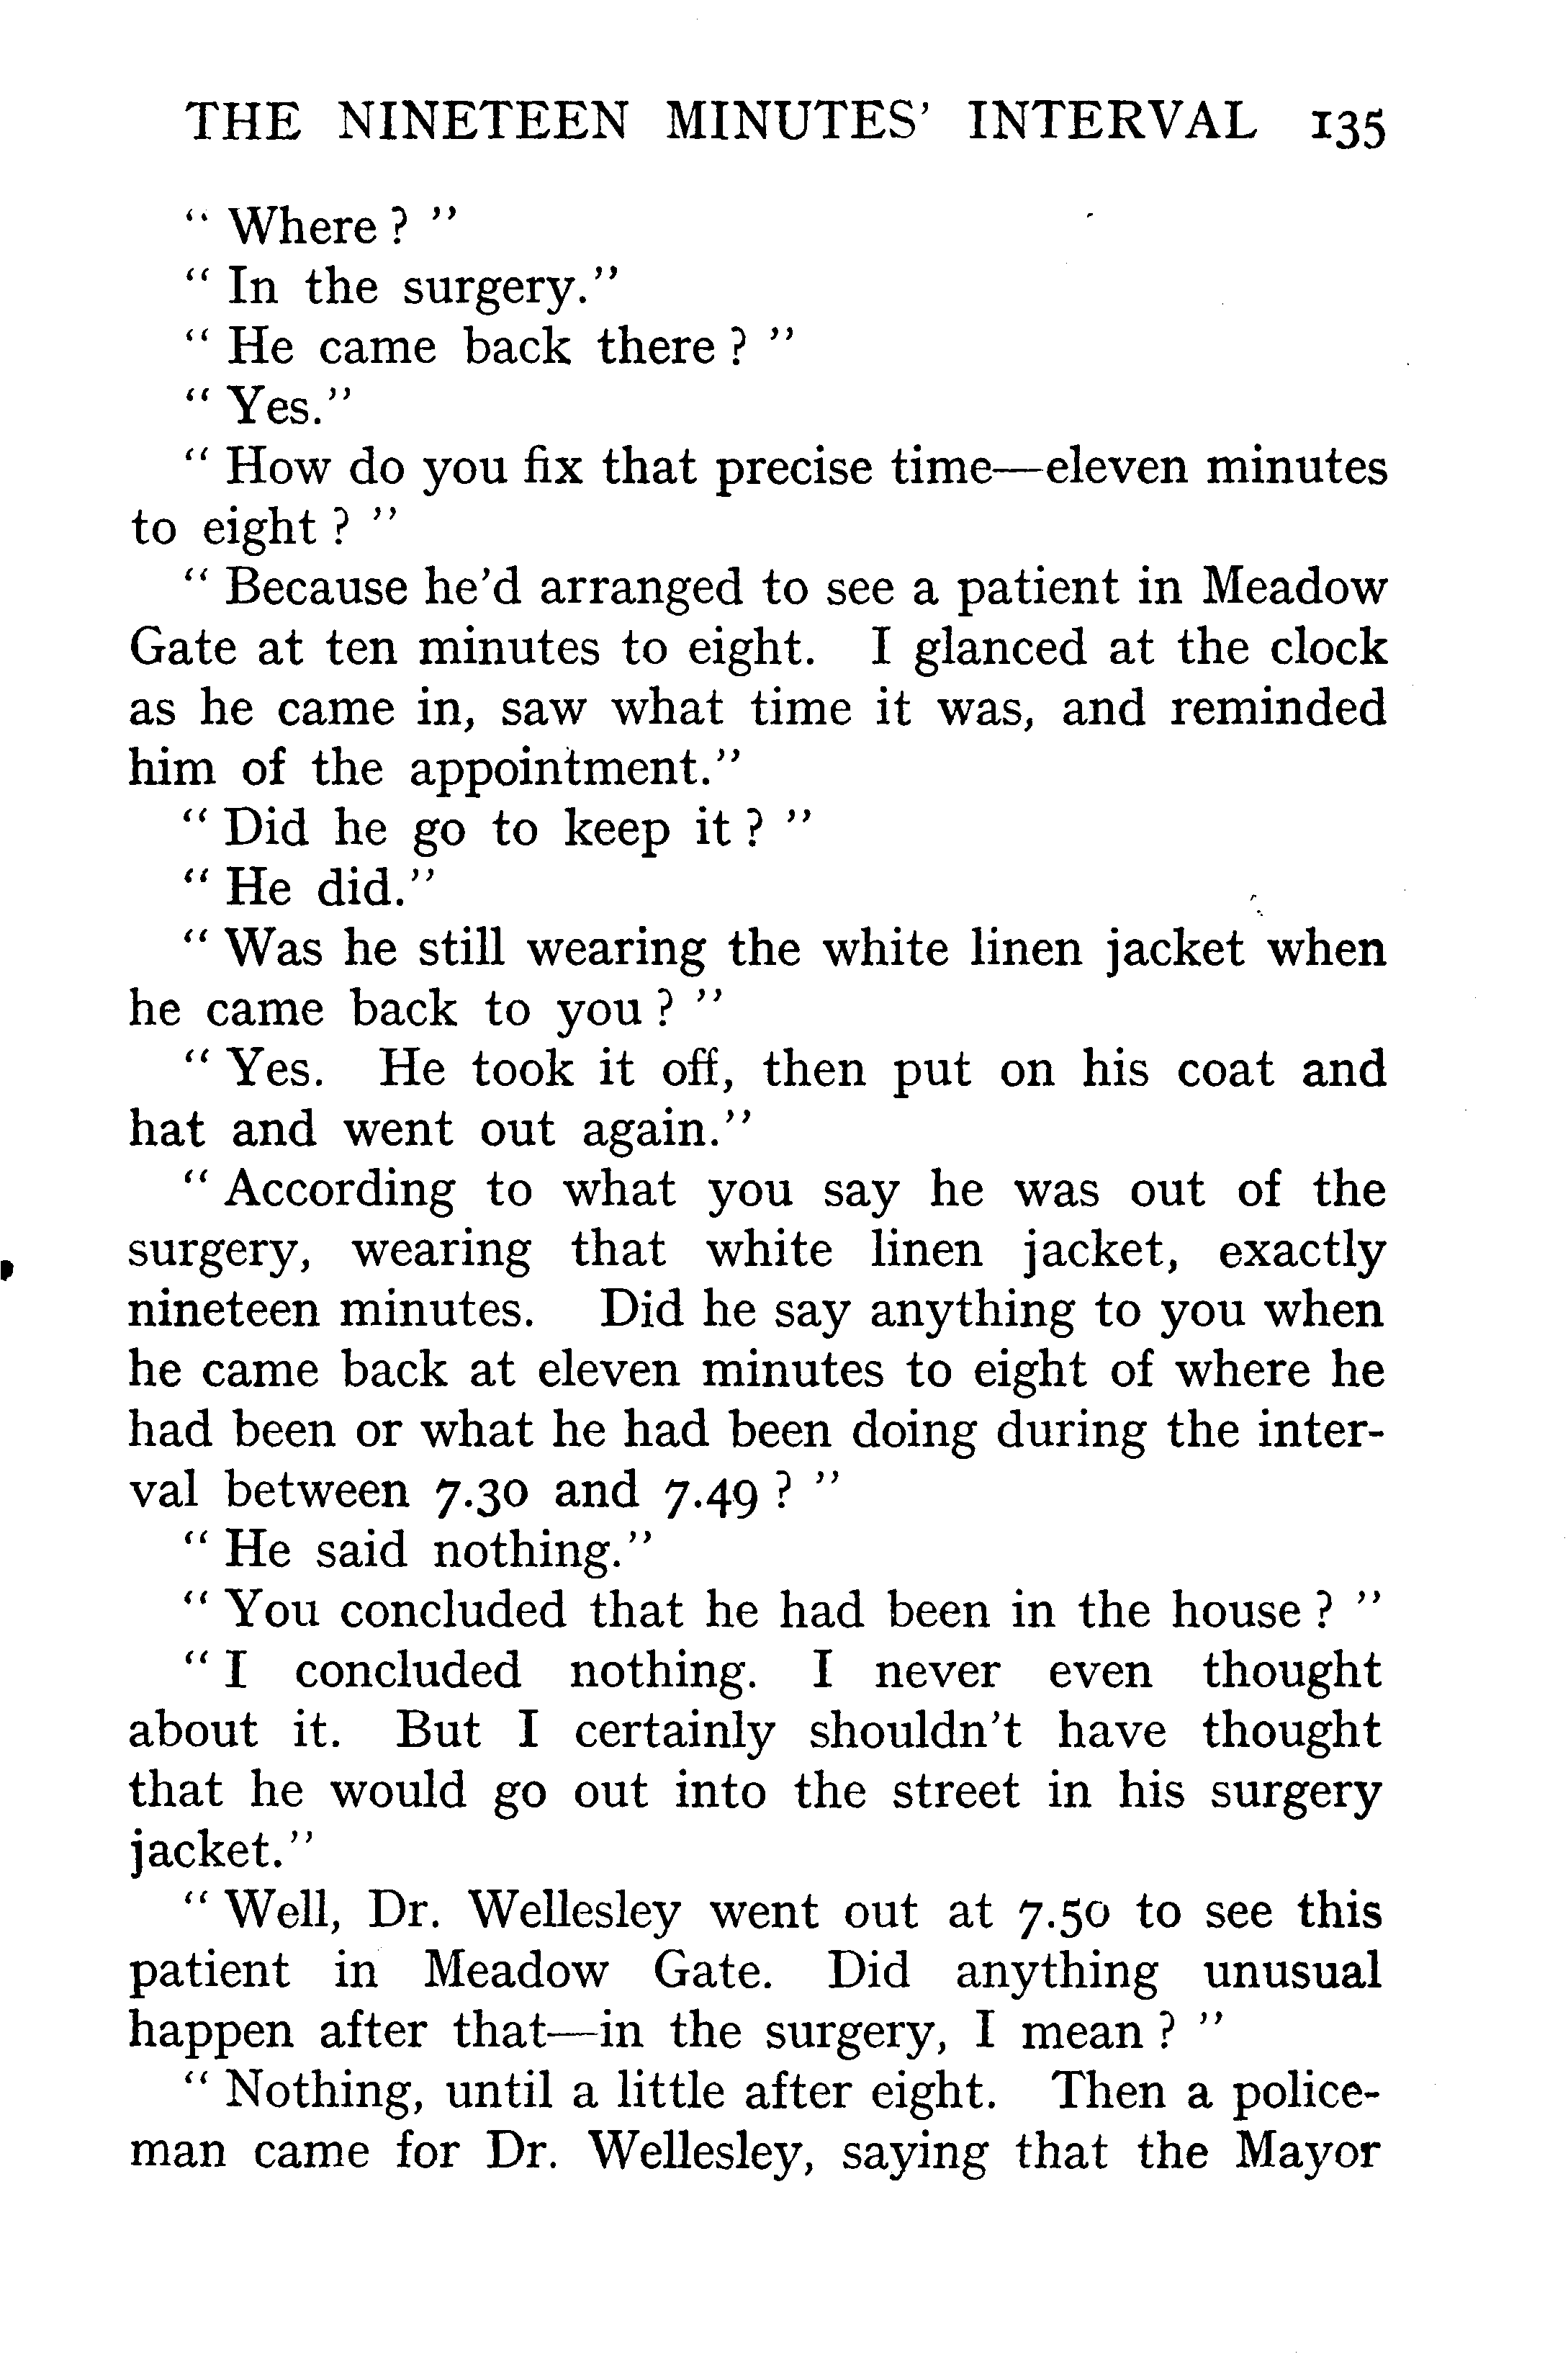 THE NINETEEN MINUTES' INTERVAL 135
" Where ? "
" In the surgery."
" He came back there ? "
" Yes."
" How do you fix that precise time—eleven minutes
to eight ? "
" Because he'd arranged to see a patient in Meadow
Gate at ten minutes to eight. I glanced at the clock
as he came in, saw what time it was, and reminded
him of the appointment."
" Did he go to keep it ? "
" He did."
" Was he still wearing the white linen jacket when
he came back to you ? "
" Yes. He took it off, then put on his coat and
hat and went out again."
" According to what you say he was out of the
surgery, wearing that white linen jacket, exactly
nineteen minutes. Did he say anything to you when
he came back at eleven minutes to eight of where he
had been or what he had been doing during the inter-
val between 7.30 and 7.49 ? "
" He said nothing."
" You concluded that he had been in the house ? "
" I concluded nothing. I never even thought
about it. But I certainly shouldn't have thought
that he would go out into the street in his surgery
jacket."
" Well, Dr. Wellesley went out at 7.50 to see this
patient in Meadow Gate. Did anything unusual
happen after that—in the surgery, I mean ? "
" Nothing, until a little after eight. Then a police-
man came for Dr. Wellesley, saying that the Mayor